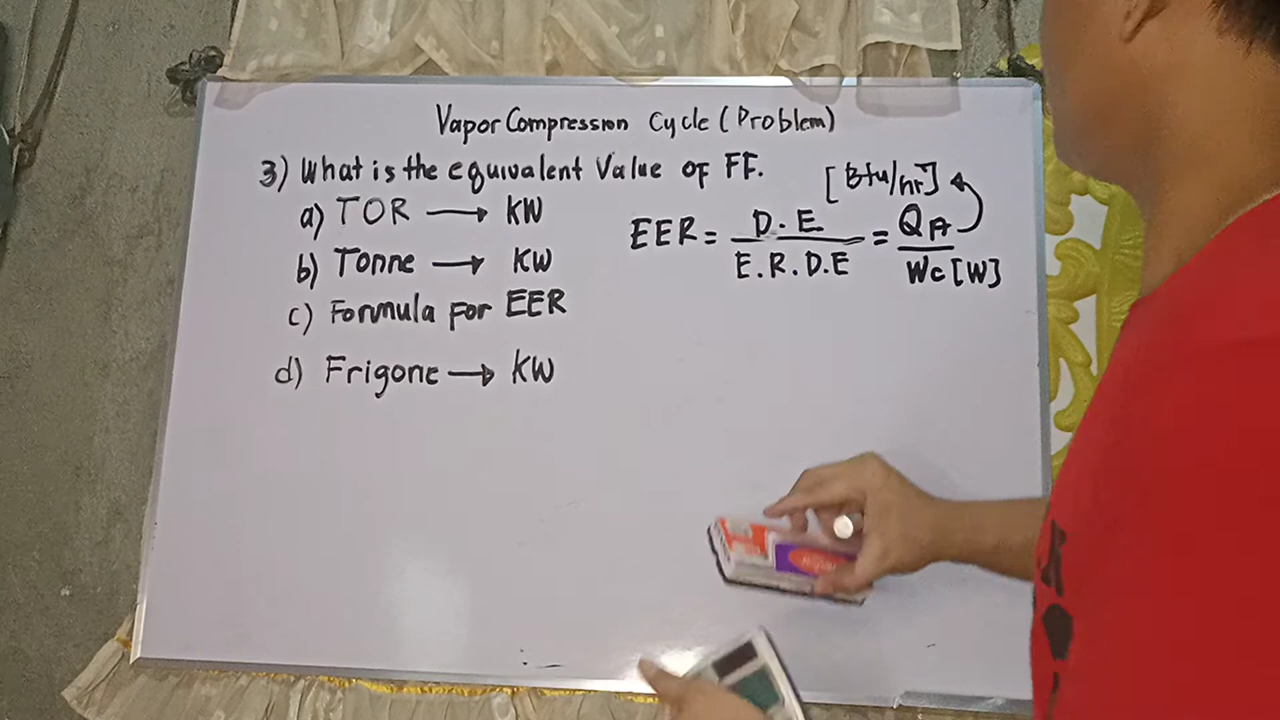 Vapor Compression Cycle (Problem)
3) What is the equivalent Value of FF.
a) TOR → KW
b) Tonne → KW
c) Formula for EER
d) Frigone → KW
[Btu/hr]
EER = D.E / E.R.D.E = QA / Wc [W]